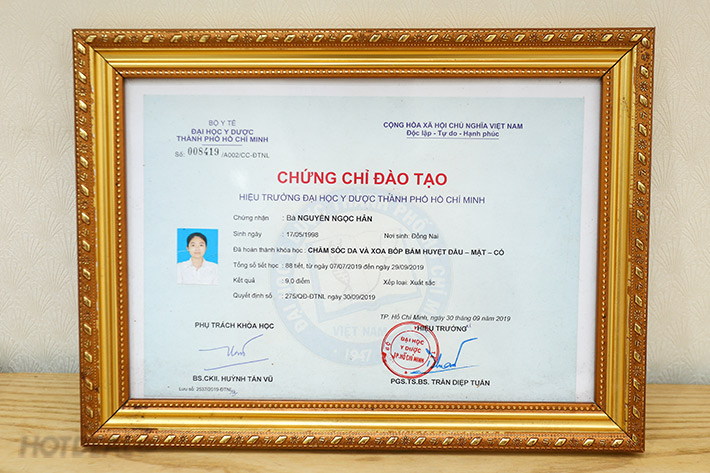 BỘ Y TẾ
ĐẠI HỌC Y DƯỢC
THÀNH PHỐ HỒ CHÍ MINH
Số: 008419 /A002/CC-ĐTNL
CỘNG HÒA XÃ HỘI CHỦ NGHĨA VIỆT NAM
Độc lập - Tự do - Hạnh phúc
CHỨNG CHỈ ĐÀO TẠO
HIỆU TRƯỞNG ĐẠI HỌC Y DƯỢC THÀNH PHỐ HỒ CHÍ MINH
Chứng nhận : Bà NGUYỄN NGỌC HÂN
Sinh ngày : 17/05/1998 Nơi sinh: Đồng Nai
Đã hoàn thành khóa học: CHĂM SÓC DA VÀ XOA BÓP BẤM HUYỆT ĐẦU – MẶT – CỔ
Tổng số tiết học : 88 tiết, từ ngày 07/07/2019 đến ngày 29/09/2019
Kết quả : 9,0 điểm Xếp loại: Xuất sắc
Quyết định số : 275/QĐ-ĐTNL, ngày 30/09/2019
TP. Hồ Chí Minh, ngày 30 tháng 09 năm 2019
PHỤ TRÁCH KHÓA HỌC
HIỆU TRƯỞNG
ĐẠI HỌC
Y DƯỢC
TP.HỒ CHÍ MINH
VIỆT NAM
1947
BS.CKII. HUỲNH TẤN VŨ
PGS.TS.BS. TRẦN DIỆP TUẤN